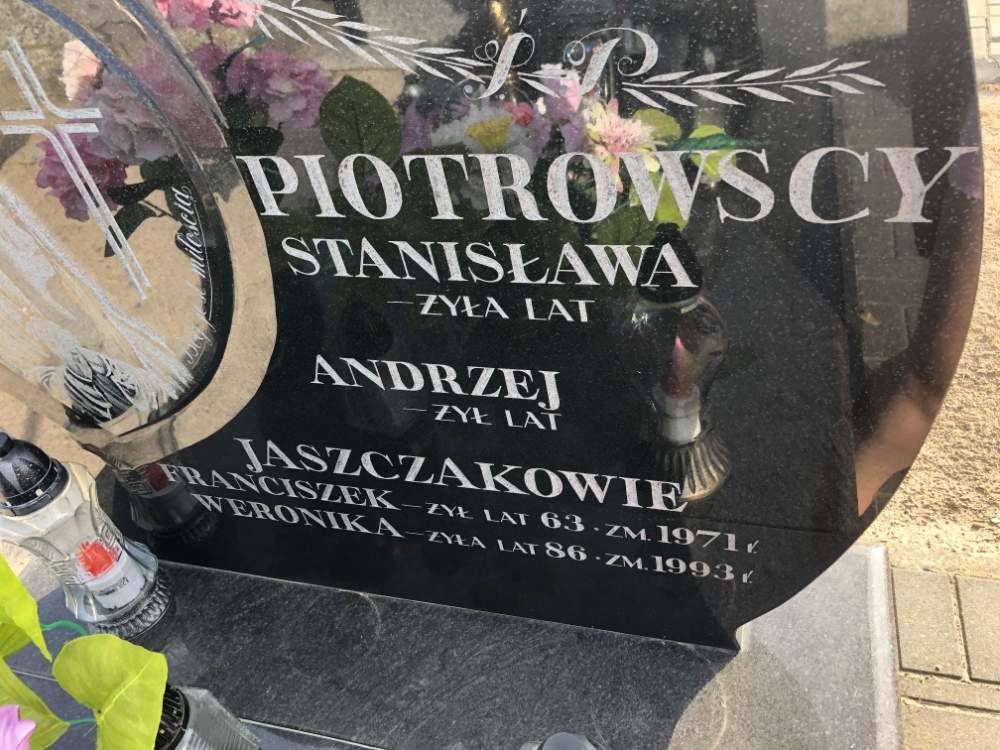 Ś P
PIOTROWSCY
STANISŁAWA
– ŻYŁA LAT
ANDRZEJ
– ŻYŁ LAT
JASZCZAKOWIE
FRANCISZEK – ŻYŁ LAT 63 · ZM. 1971 r.
WERONIKA – ŻYŁA LAT 86 · ZM. 1993 r.
miłością